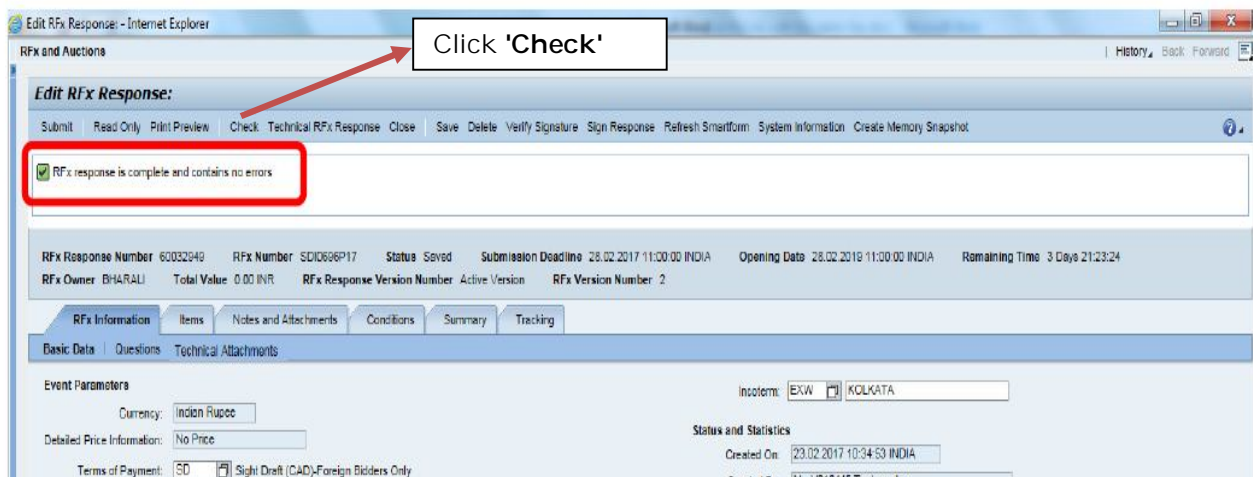 Edit RFx Response: - Internet Explorer
Click 'Check'
RFx and Auctions
History Back Forward
Edit RFx Response:
Submit Read Only Print Preview Check Technical RFx Response Close Save Delete Verify Signature Sign Response Refresh Smartform System Information Create Memory Snapshot
RFx response is complete and contains no errors
RFx Response Number 60032949 RFx Number SDI0696P17 Status Saved Submission Deadline 28.02.2017 11:00:00 INDIA Opening Date 28.02.2019 11:00:00 INDIA Remaining Time 3 Days 21:23:24
RFx Owner BHARALI Total Value 0.00 INR RFx Response Version Number Active Version RFx Version Number 2
RFx Information Items Notes and Attachments Conditions Summary Tracking
Basic Data Questions Technical Attachments
Event Parameters
Incoterm: EXW KOLKATA
Currency: Indian Rupee
Status and Statistics
Detailed Price Information: No Price
Created On: 23.02.2017 10:34:53 INDIA
Terms of Payment: SD Sight Draft (CAD)-Foreign Bidders Only